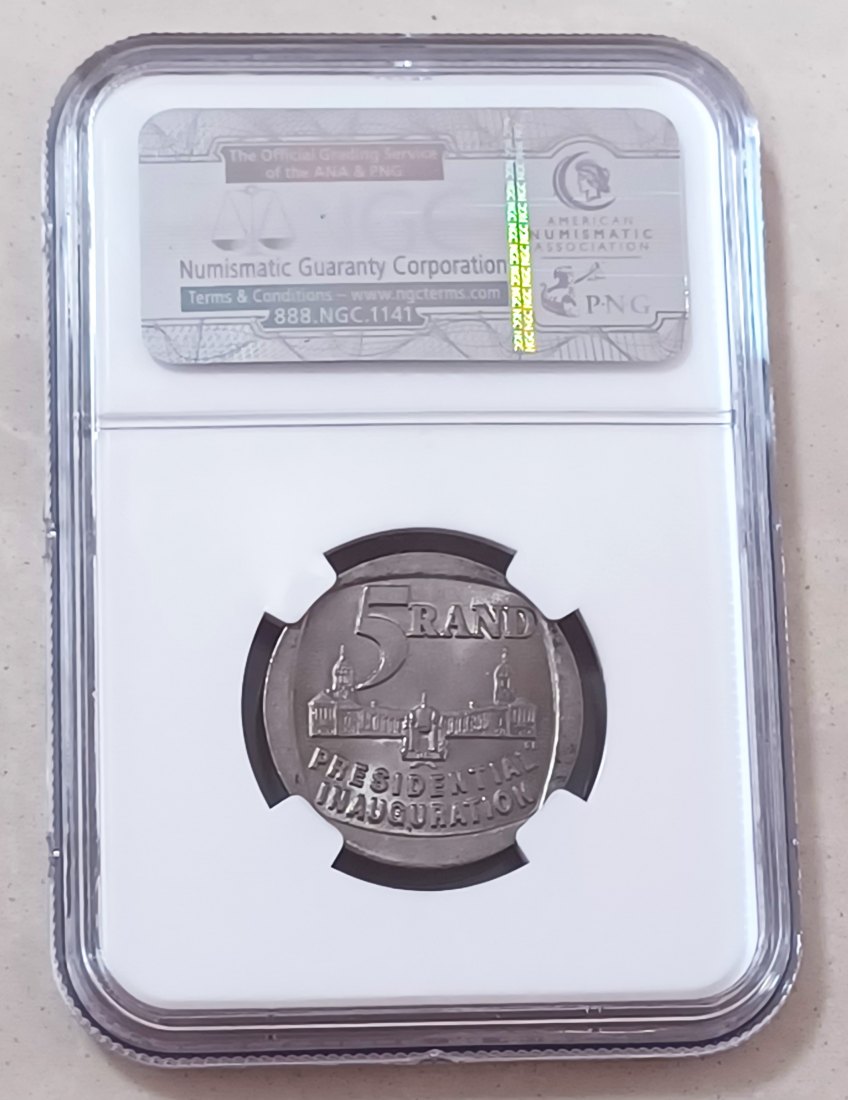 The Official Grading Service
of the ANA & PNG
NGC
Numismatic Guaranty Corporation
Terms & Conditions – www.ngcterms.com
888.NGC.1141
AMERICAN
NUMISMATIC
ASSOCIATION
P·N·G
5 RAND
PRESIDENTIAL
INAUGURATION